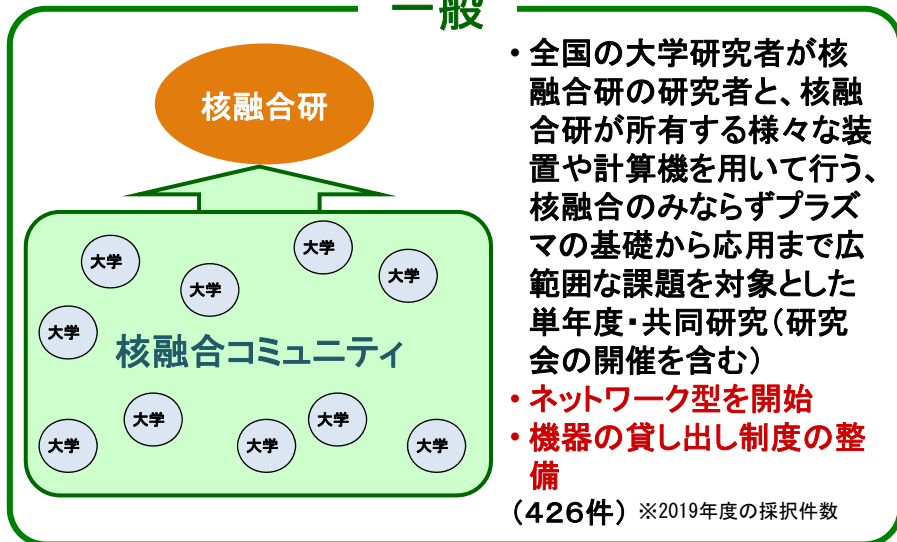 一般
核融合研
大学
大学
大学
大学
大学
核融合コミュニティ
大学
大学
大学
大学
大学
・全国の大学研究者が核
融合研の研究者と、核融
合研が所有する様々な装
置や計算機を用いて行う、
核融合のみならずプラズ
マの基礎から応用まで広
範囲な課題を対象とした
単年度・共同研究(研究
会の開催を含む)
・ネットワーク型を開始
・機器の貸し出し制度の整
備
(426件) ※2019年度の採択件数